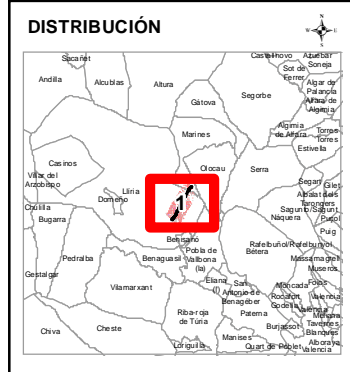 DISTRIBUCIÓN
N
W E
S
Sacañet
Castellnovo
Azuébar
Soneja
Sot de
Ferrer
Andilla
Alcublas
Altura
Algar de
Palancia
Alfara de
Algimia
Segorbe
Gátova
Marines
Algimia
de Alfara
Torres
Torres
Estivella
Casinos
Olocau
Serra
Segart
Gilet
Villar del
Arzobispo
Llíria
Domeño
1
Albalat dels
Tarongers
Sagunto/Sagunt
Chulilla
Bugarra
Náquera
Puçol
Puig
Benisanó
Rafelbuñol/Rafelbunyol
Pobla de
Vallbona
(la)
Bétera
Pedralba
Benaguasil
Massamagrell
Museros
Gestalgar
Eliana
(l')
San
Antonio de
Benagéber
Moncada
Foios
Vilamarxant
Rocafort
Valencia
Godella
Riba-roja
de Túria
Paterna
Valencia
Tavernes
Blanques
Chiva
Cheste
Burjassot
Manises
Alboraya
Loriguilla
Quart de Poblet
Valencia